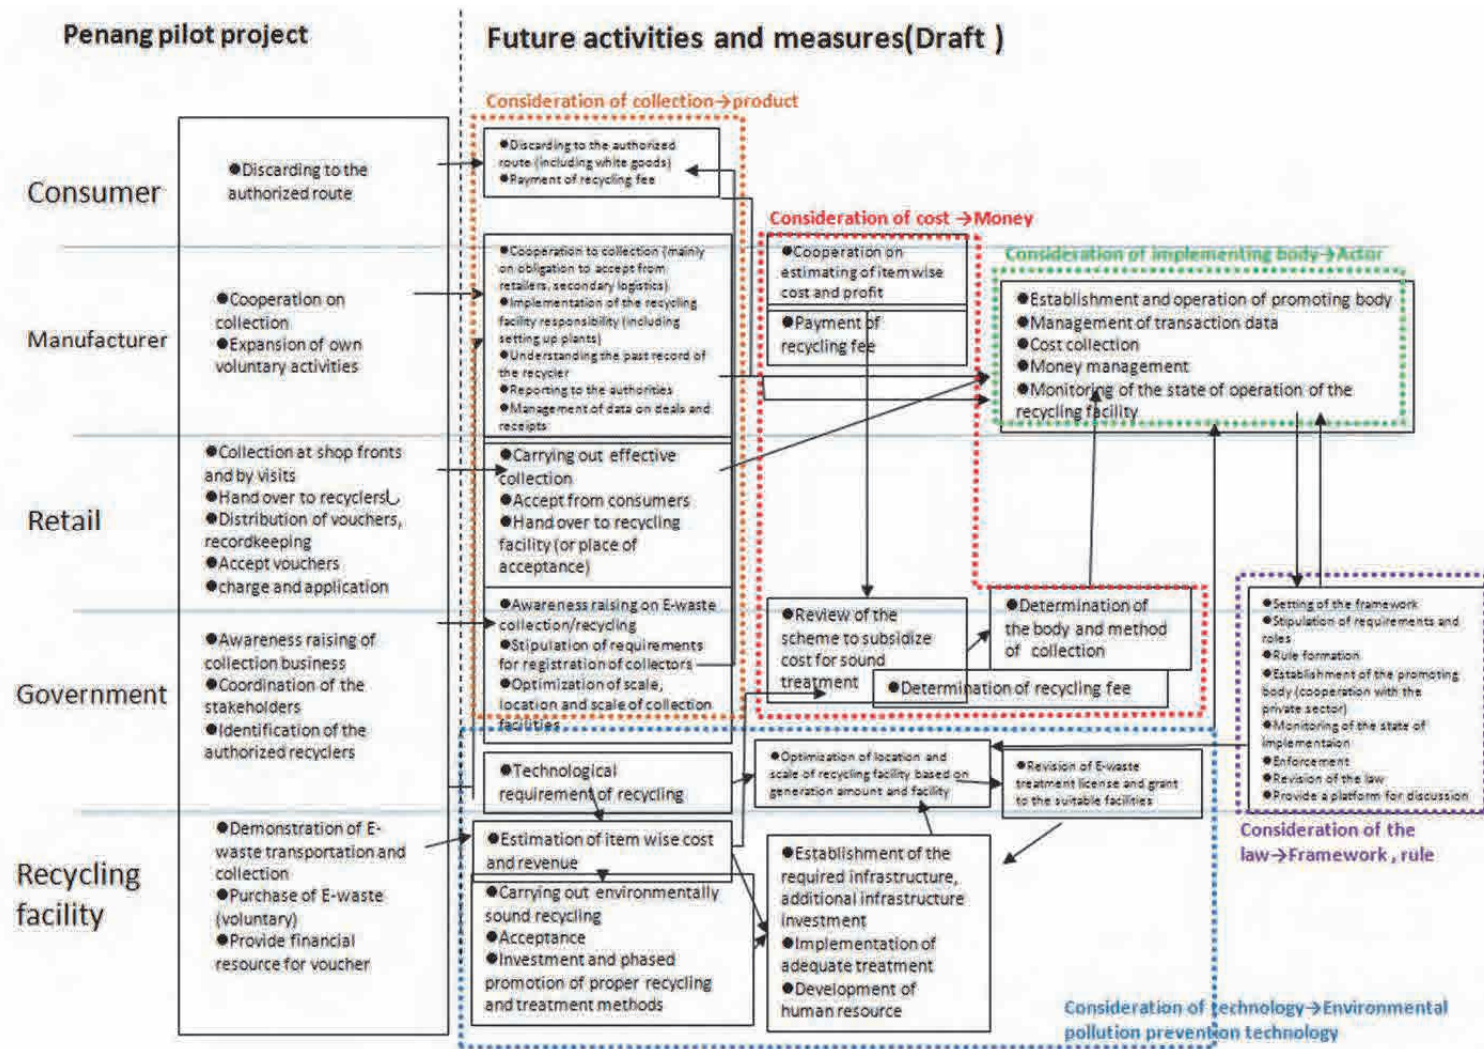 Penang pilot project
Future activities and measures(Draft )
Consideration of collection→product
Consumer
●Discarding to the
authorized route
●Discarding to the authorized
route (including white goods)
●Payment of recycling fee
Manufacturer
●Cooperation on
collection
●Expansion of own
voluntary activities
●Cooperation to collection (mainly
on obligation to accept from
retailers, secondary logistics)
●Implementation of the recycling
facility responsibility (including
setting up plants)
●Understanding the past record of
the recycler
●Reporting to the authorities
●Management of data on deals and
receipts
Consideration of cost →Money
●Cooperation on
estimating of item wise
cost and profit
●Payment of
recycling fee
Consideration of implementing body→Actor
●Establishment and operation of promoting body
●Management of transaction data
●Cost collection
●Money management
●Monitoring of the state of operation of the
recycling facility
Retail
●Collection at shop fronts
and by visits
●Hand over to recyclersし
●Distribution of vouchers,
recordkeeping
●Accept vouchers
●charge and application
●Carrying out effective
collection
●Accept from consumers
●Hand over to recycling
facility (or place of
acceptance)
Government
●Awareness raising of
collection business
●Coordination of the
stakeholders
●Identification of the
authorized recyclers
●Awareness raising on E-waste
collection/recycling
●Stipulation of requirements
for registration of collectors
●Optimization of scale,
location and scale of collection
facilities
●Review of the
scheme to subsidize
cost for sound
treatment
●Determination of
the body and method
of collection
●Determination of recycling fee
●Setting of the framework
●Stipulation of requirements and
roles
●Rule formation
●Establishment of the promoting
body (cooperation with the
private sector)
●Monitoring of the state of
implementaion
●Enforcement
●Revision of the law
●Provide a platform for discussion
Consideration of the
law→Framework , rule
●Technological
requirement of recycling
●Optimization of location and
scale of recycling facility based on
generation amount and facility
●Revision of E-waste
treatment license and grant
to the suitable facilities
Recycling
facility
●Demonstration of E-
waste transportation and
collection
●Purchase of E-waste
(voluntary)
●Provide financial
resource for voucher
●Estimation of item wise cost
and revenue
●Carrying out environmentally
sound recycling
●Acceptance
●Investment and phased
promotion of proper recycling
and treatment methods
●Establishment of the
required infrastructure,
additional infrastructure
investment
●Implementation of
adequate treatment
●Development of
human resource
Consideration of technology→Environmental
pollution prevention technology